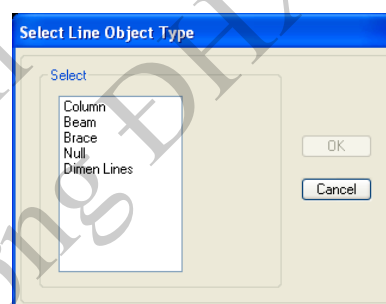 Select Line Object Type
Select
Column
Beam
Brace
Null
Dimen Lines
OK
Cancel